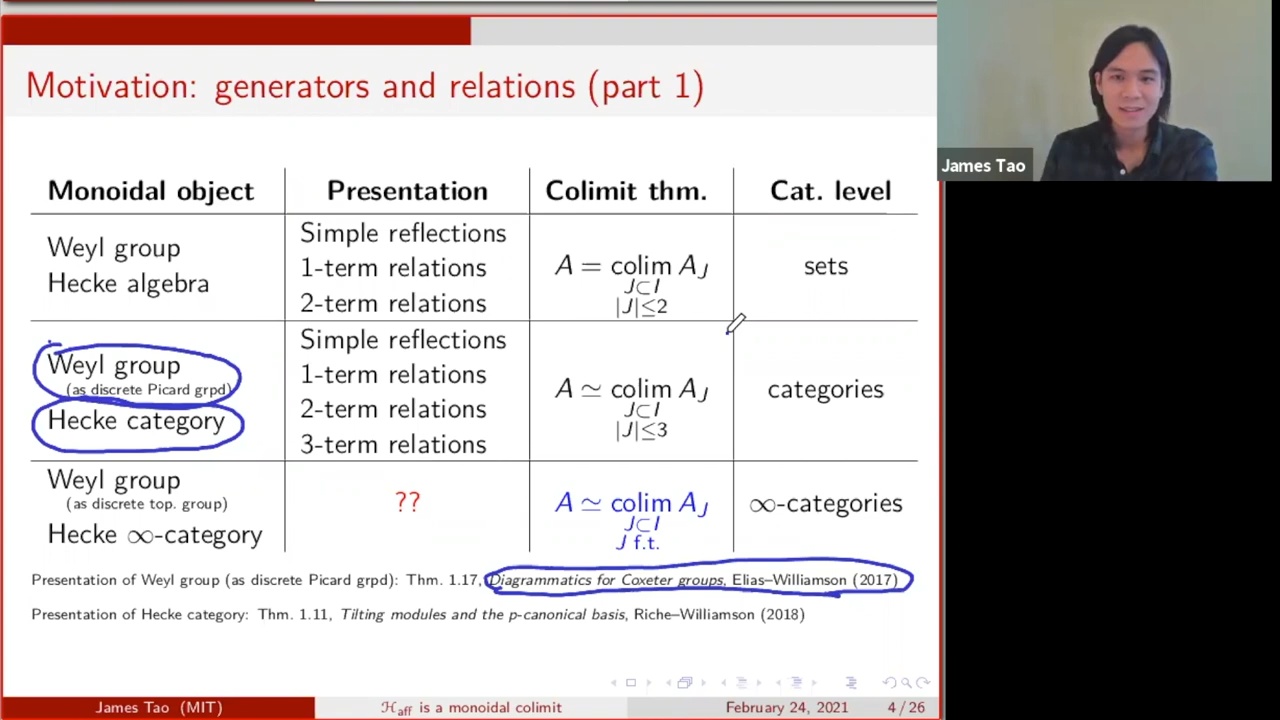 Motivation: generators and relations (part 1)
Monoidal object Presentation Colimit thm. Cat. level
Weyl group
Hecke algebra
Simple reflections
1-term relations
2-term relations
A = colim A_J
J⊂I
|J|≤2
sets
Weyl group
(as discrete Picard grpd)
Hecke category
Simple reflections
1-term relations
2-term relations
3-term relations
A ≃ colim A_J
J⊂I
|J|≤3
categories
Weyl group
(as discrete top. group)
Hecke ∞-category
??
A ≃ colim A_J
J⊂I
J f.t.
∞-categories
Presentation of Weyl group (as discrete Picard grpd): Thm. 1.17, Diagrammatics for Coxeter groups, Elias–Williamson (2017)
Presentation of Hecke category: Thm. 1.11, Tilting modules and the p-canonical basis, Riche–Williamson (2018)
James Tao (MIT) ℋ_aff is a monoidal colimit February 24, 2021 4 / 26
James Tao